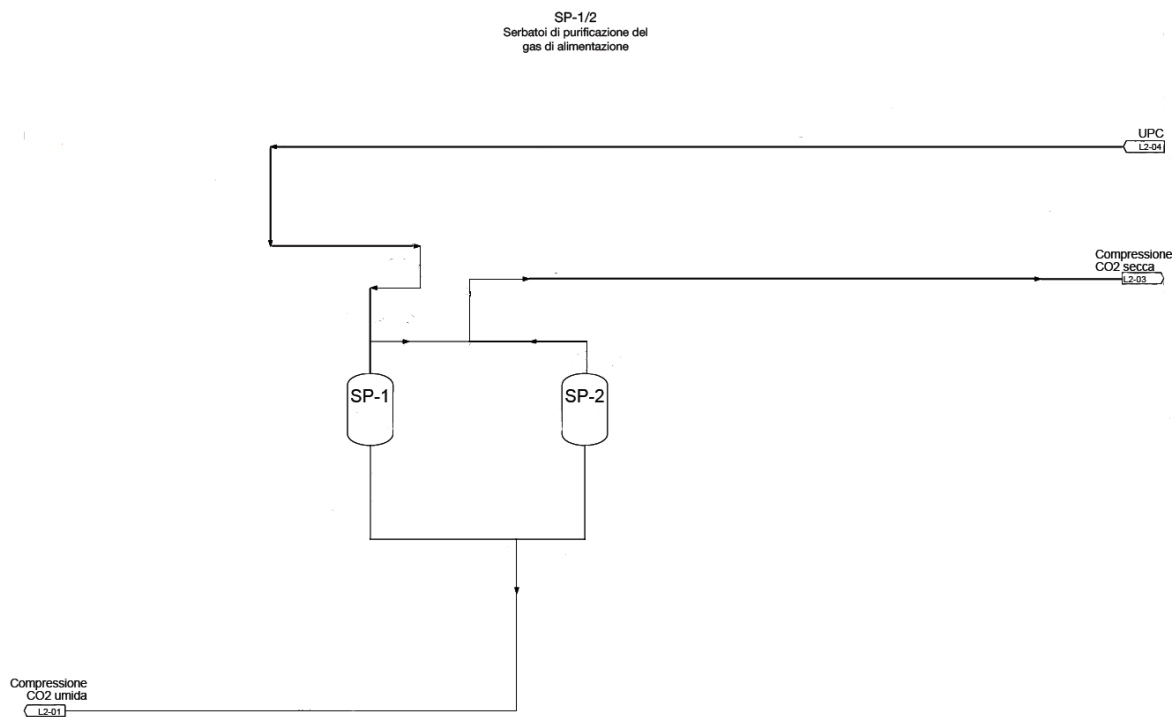 SP-1/2
Serbatoi di purificazione del
gas di alimentazione
UPC
L2-04
Compressione
CO2 secca
L2-03
SP-1
SP-2
Compressione
CO2 umida
L2-01